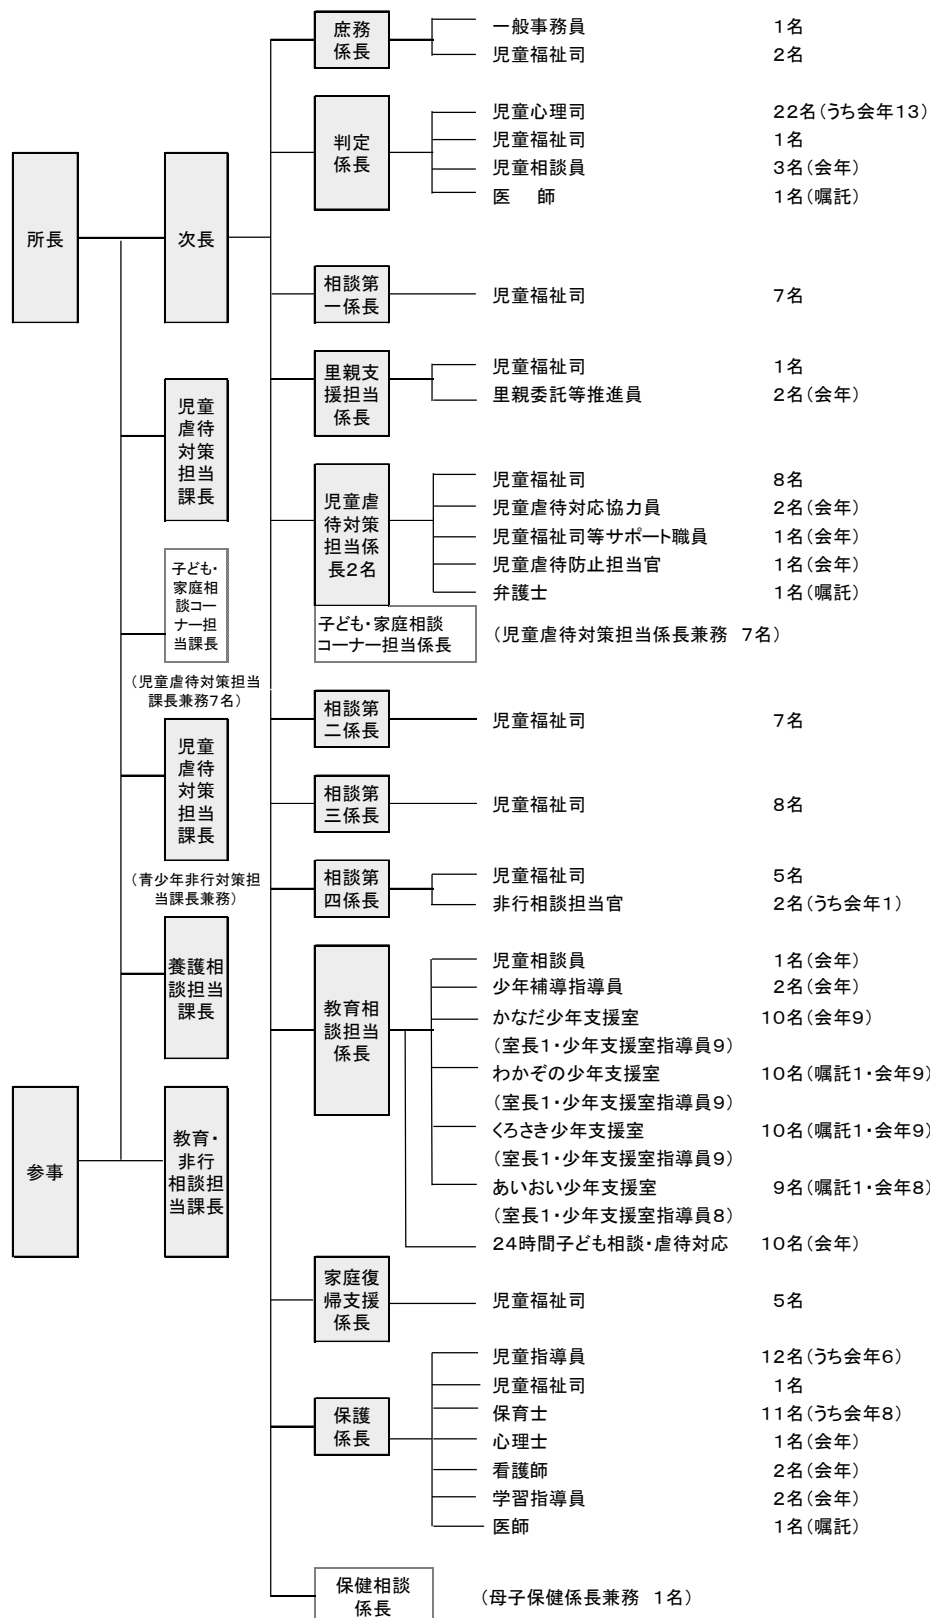 所長
次長
児童
虐待
対策
担当
課長
子ども・
家庭相
談コー
ナー担
当課長
(児童虐待対策担当
課長兼務7名)
児童
虐待
対策
担当
課長
(青少年非行対策担
当課長兼務)
養護相
談担当
課長
参事
教育・
非行
相談担
当課長
庶務
係長
一般事務員 1名
児童福祉司 2名
判定
係長
児童心理司 22名(うち会年13)
児童福祉司 1名
児童相談員 3名(会年)
医 師 1名(嘱託)
相談第
一係長
児童福祉司 7名
里親支
援担当
係長
児童福祉司 1名
里親委託等推進員 2名(会年)
児童虐
待対策
担当係
長2名
児童福祉司 8名
児童虐待対応協力員 2名(会年)
児童福祉司等サポート職員 1名(会年)
児童虐待防止担当官 1名(会年)
弁護士 1名(嘱託)
子ども・家庭相談
コーナー担当係長
(児童虐待対策担当係長兼務 7名)
相談第
二係長
児童福祉司 7名
相談第
三係長
児童福祉司 8名
相談第
四係長
児童福祉司 5名
非行相談担当官 2名(うち会年1)
教育相
談担当
係長
児童相談員 1名(会年)
少年補導指導員 2名(会年)
かなだ少年支援室 10名(会年9)
(室長1・少年支援室指導員9)
わかぞの少年支援室 10名(嘱託1・会年9)
(室長1・少年支援室指導員9)
くろさき少年支援室 10名(嘱託1・会年9)
(室長1・少年支援室指導員9)
あいおい少年支援室 9名(嘱託1・会年8)
(室長1・少年支援室指導員8)
24時間子ども相談・虐待対応 10名(会年)
家庭復
帰支援
係長
児童福祉司 5名
保護
係長
児童指導員 12名(うち会年6)
児童福祉司 1名
保育士 11名(うち会年8)
心理士 1名(会年)
看護師 2名(会年)
学習指導員 2名(会年)
医師 1名(嘱託)
保健相談
係長
(母子保健係長兼務 1名)